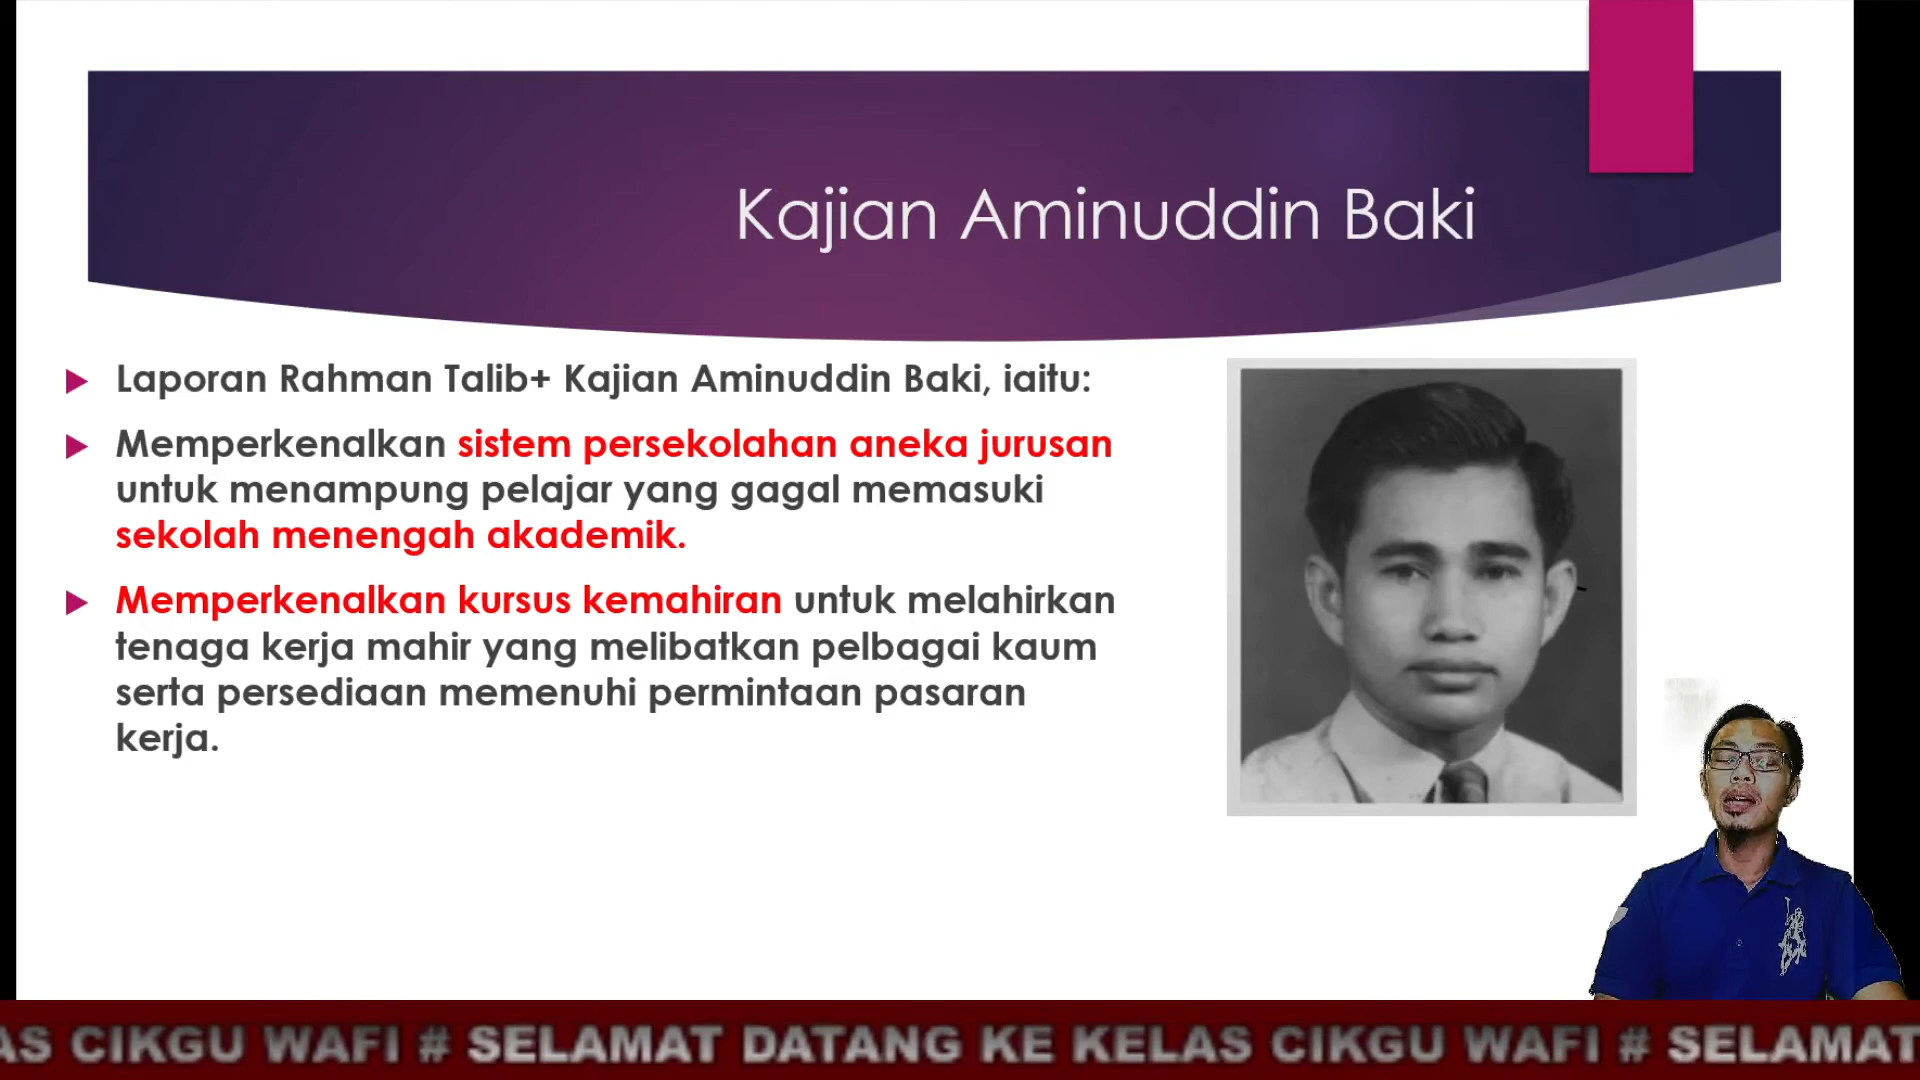 Kajian Aminuddin Baki
Laporan Rahman Talib+ Kajian Aminuddin Baki, iaitu:
Memperkenalkan sistem persekolahan aneka jurusan
untuk menampung pelajar yang gagal memasuki
sekolah menengah akademik.
Memperkenalkan kursus kemahiran untuk melahirkan
tenaga kerja mahir yang melibatkan pelbagai kaum
serta persediaan memenuhi permintaan pasaran
kerja.
AS CIKGU WAFI # SELAMAT DATANG KE KELAS CIKGU WAFI # SELAMAT